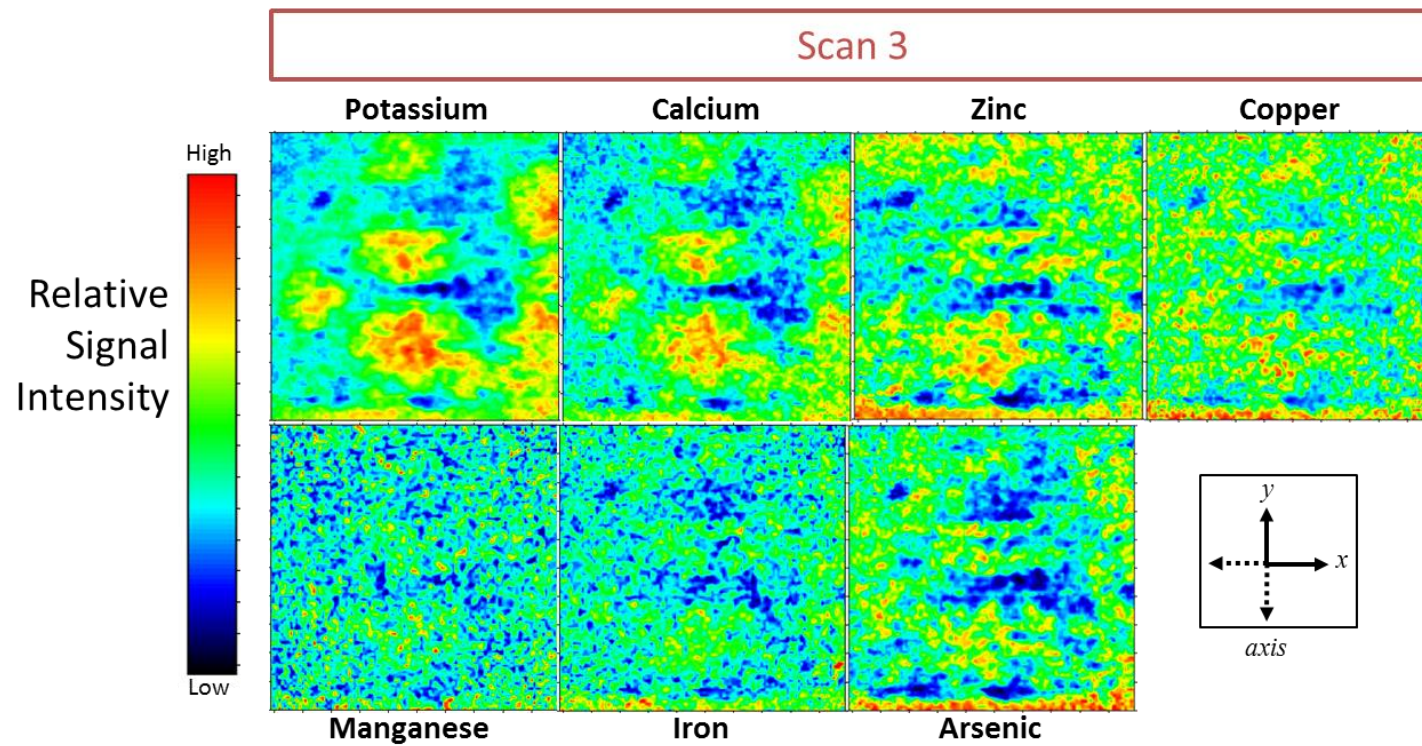 Scan 3
Potassium
Calcium
Zinc
Copper
High
Relative
Signal
Intensity
Low
y
x
axis
Manganese
Iron
Arsenic